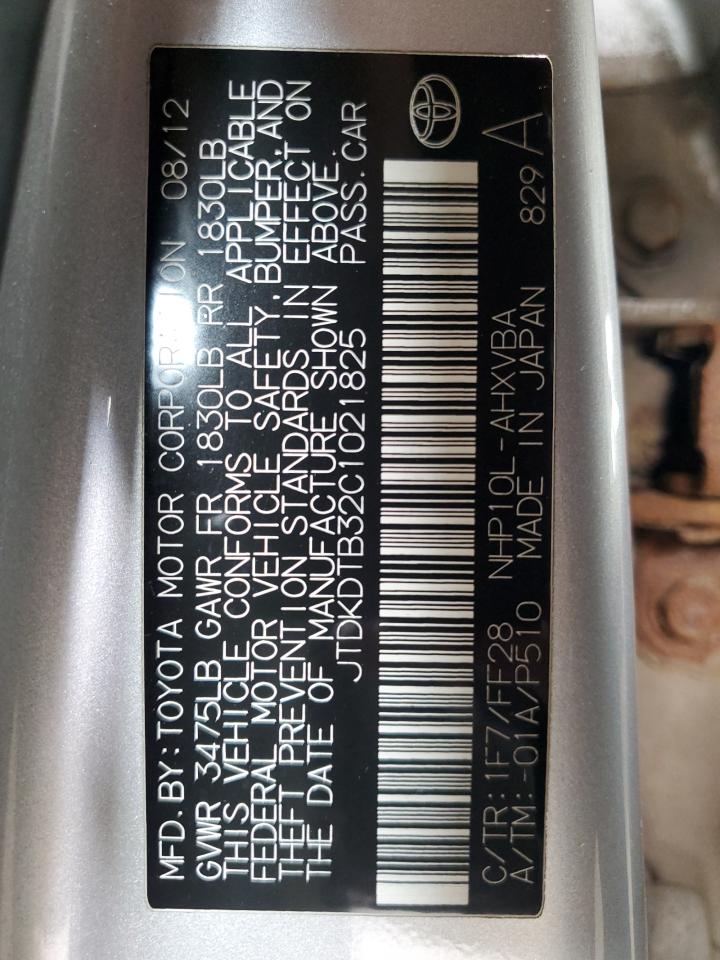 MFD.BY:TOYOTA MOTOR CORPORATION 08/12
GVWR 3475LB GAWR FR 1830LB RR 1830LB
THIS VEHICLE CONFORMS TO ALL APPLICABLE
FEDERAL MOTOR VEHICLE SAFETY, BUMPER, AND
THEFT PREVENTION STANDARDS IN EFFECT ON
THE DATE OF MANUFACTURE SHOWN ABOVE.
JTDKDTB32C1021825 PASS.CAR
C/TR:1F7/FF28 NHP10L-AHXVBA 829
A/TM:-01A/P510 MADE IN JAPAN A